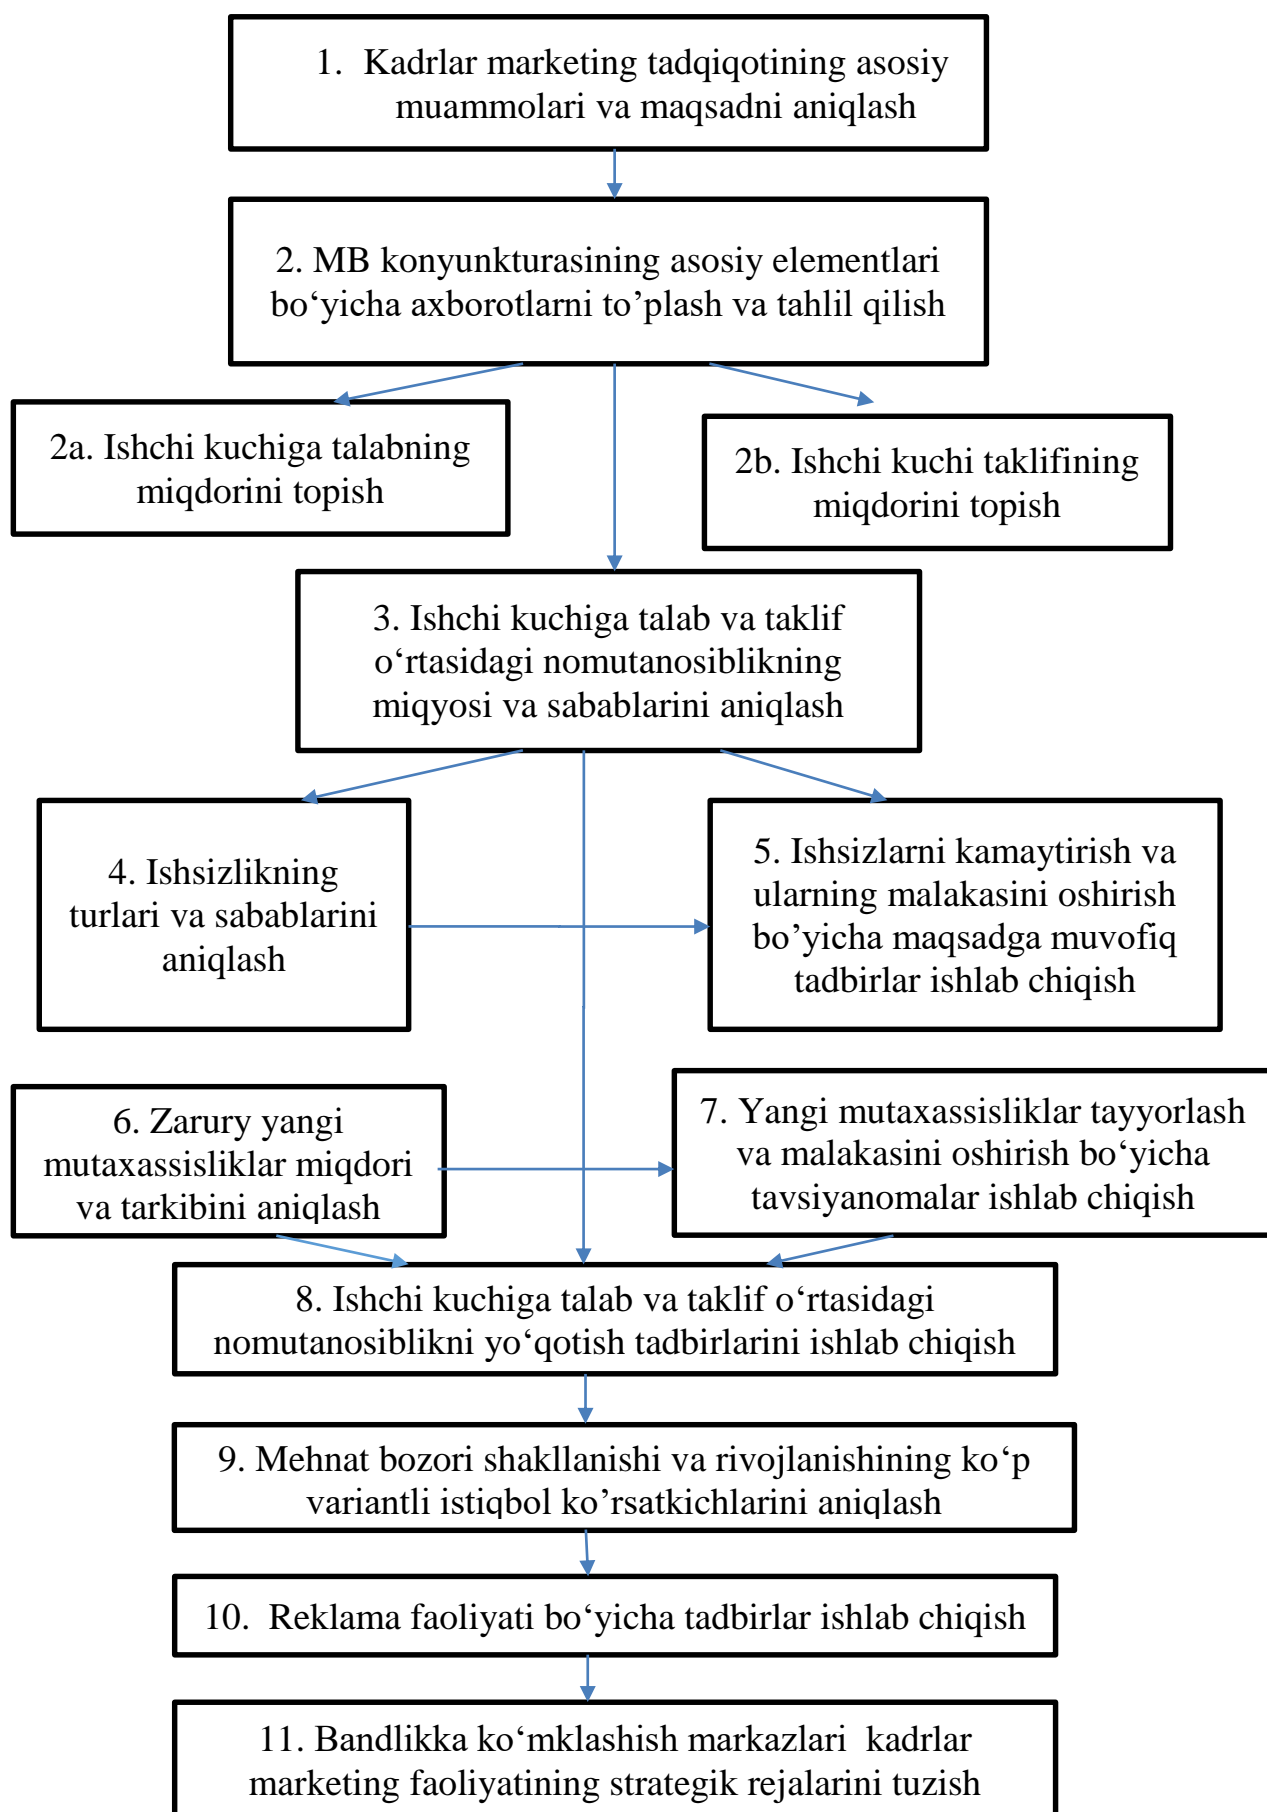 1. Kadrlar marketing tadqiqotining asosiy
muammolari va maqsadni aniqlash
2. MB konyunkturasining asosiy elementlari
bo‘yicha axborotlarni to’plash va tahlil qilish
2a. Ishchi kuchiga talabning
miqdorini topish
2b. Ishchi kuchi taklifining
miqdorini topish
3. Ishchi kuchiga talab va taklif
o‘rtasidagi nomutanosiblikning
miqyosi va sabablarini aniqlash
4. Ishsizlikning
turlari va sabablarini
aniqlash
5. Ishsizlarni kamaytirish va
ularning malakasini oshirish
bo’yicha maqsadga muvofiq
tadbirlar ishlab chiqish
6. Zarury yangi
mutaxassisliklar miqdori
va tarkibini aniqlash
7. Yangi mutaxassisliklar tayyorlash
va malakasini oshirish bo‘yicha
tavsiyanomalar ishlab chiqish
8. Ishchi kuchiga talab va taklif o‘rtasidagi
nomutanosiblikni yo‘qotish tadbirlarini ishlab chiqish
9. Mehnat bozori shakllanishi va rivojlanishining ko‘p
variantli istiqbol ko’rsatkichlarini aniqlash
10. Reklama faoliyati bo‘yicha tadbirlar ishlab chiqish
11. Bandlikka ko‘mklashish markazlari kadrlar
marketing faoliyatining strategik rejalarini tuzish